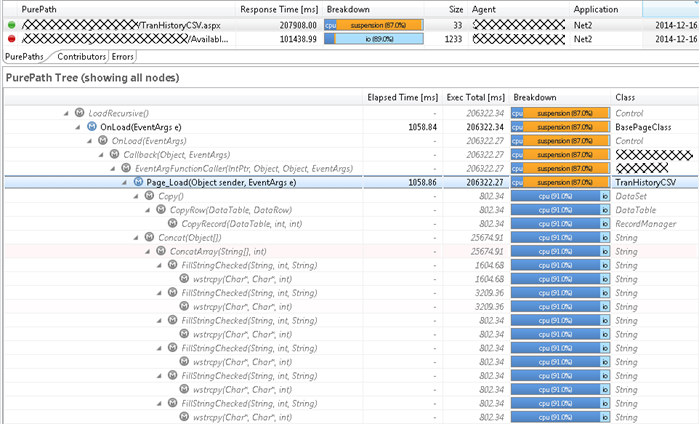 PurePath Response Time [ms] Breakdown Size Agent Application
/TranHistoryCSV.aspx 207908.00 cpu suspension (87.0%) 33 Net2 2014-12-16
/Availabl... 101438.99 io (89.0%) 1233 Net2 2014-12-16
PurePaths Contributors Errors
PurePath Tree (showing all nodes)
Elapsed Time [ms] Exec Total [ms] Breakdown Class
LoadRecursive() - 206322.34 cpu suspension (87.0%) Control
OnLoad(EventArgs e) 1058.84 206322.34 cpu suspension (87.0%) BasePageClass
OnLoad(EventArgs) - 206322.27 cpu suspension (87.0%) Control
Callback(Object, EventArgs) - 206322.27 cpu suspension (87.0%)
EventArgFunctionCaller(IntPtr, Object, Object, EventArgs) - 206322.27 cpu suspension (87.0%)
Page_Load(Object sender, EventArgs e) 1058.86 206322.27 cpu suspension (87.0%) TranHistoryCSV
Copy() - 802.34 cpu (91.0%) io DataSet
CopyRow(DataTable, DataRow) - 802.34 cpu (91.0%) io DataTable
CopyRecord(DataTable, int, int) - 802.34 cpu (91.0%) io RecordManager
Concat(Object[]) - 25674.91 cpu (91.0%) io String
ConcatArray(String[], int) - 25674.91 cpu (91.0%) io String
FillStringChecked(String, int, String) - 1604.68 cpu (91.0%) io String
wstrcpy(Char*, Char*, int) - 1604.68 cpu (91.0%) io String
FillStringChecked(String, int, String) - 3209.36 cpu (91.0%) io String
wstrcpy(Char*, Char*, int) - 3209.36 cpu (91.0%) io String
FillStringChecked(String, int, String) - 802.34 cpu (91.0%) io String
wstrcpy(Char*, Char*, int) - 802.34 cpu (91.0%) io String
FillStringChecked(String, int, String) - 802.34 cpu (91.0%) io String
wstrcpy(Char*, Char*, int) - 802.34 cpu (91.0%) io String
FillStringChecked(String, int, String) - 802.34 cpu (91.0%) io String
wstrcpy(Char*, Char*, int) - 802.34 cpu (91.0%) io String
FillStringChecked(String, int, String) - 802.34 cpu (91.0%) io String
wstrcpy(Char*, Char*, int) - 802.34 cpu (91.0%) io String